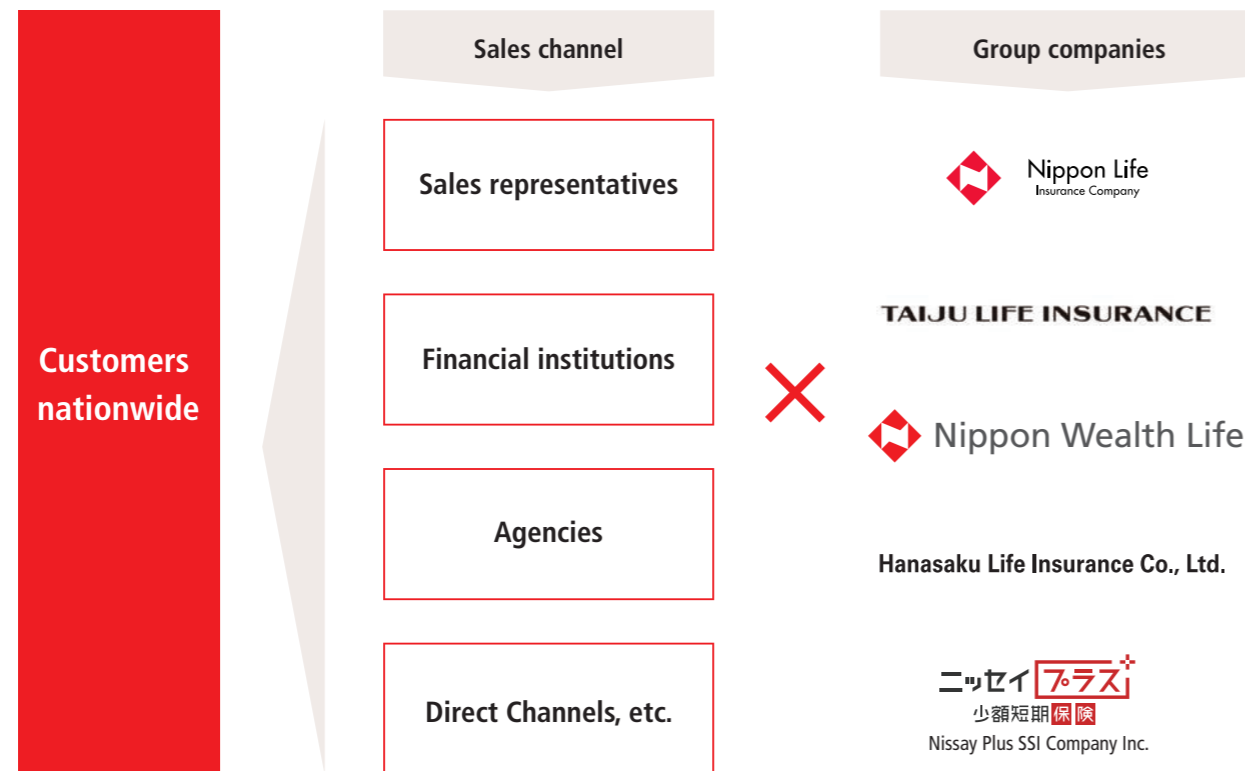 Customers
nationwide
Sales channel
Sales representatives
Financial institutions
Agencies
Direct Channels, etc.
Group companies
Nippon Life
Insurance Company
TAIJU LIFE INSURANCE
Nippon Wealth Life
Hanasaku Life Insurance Co., Ltd.
ニッセイプラス
少額短期保険
Nissay Plus SSI Company Inc.